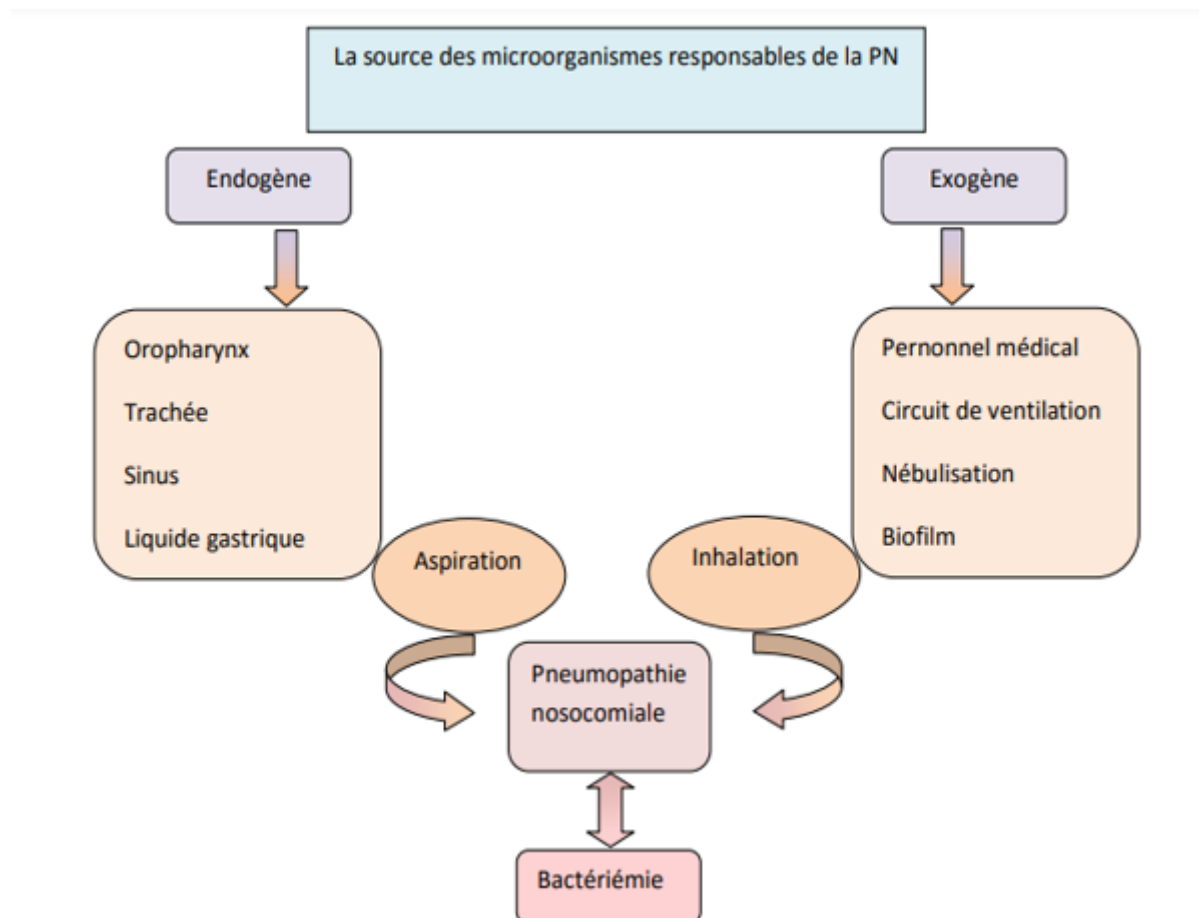 La source des microorganismes responsables de la PN
Endogène
Exogène
Oropharynx
Trachée
Sinus
Liquide gastrique
Pernonnel médical
Circuit de ventilation
Nébulisation
Biofilm
Aspiration
Inhalation
Pneumopathie
nosocomiale
Bactériémie